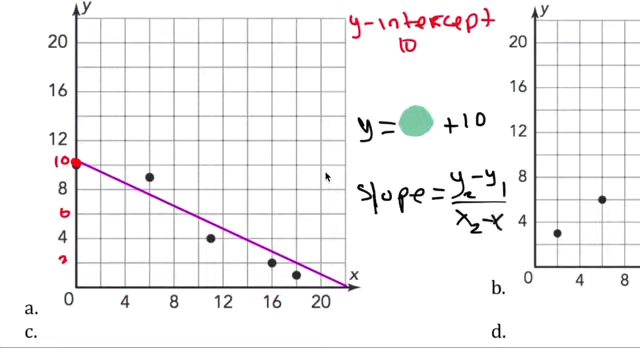 y
20
16
12
10
8
6
4
2
0
4
8
12
16
20
x
a.
c.
y-intercept
10
y = +10
slope = y2-y1
x2-x
y
20
16
12
8
4
0
4
8
b.
d.